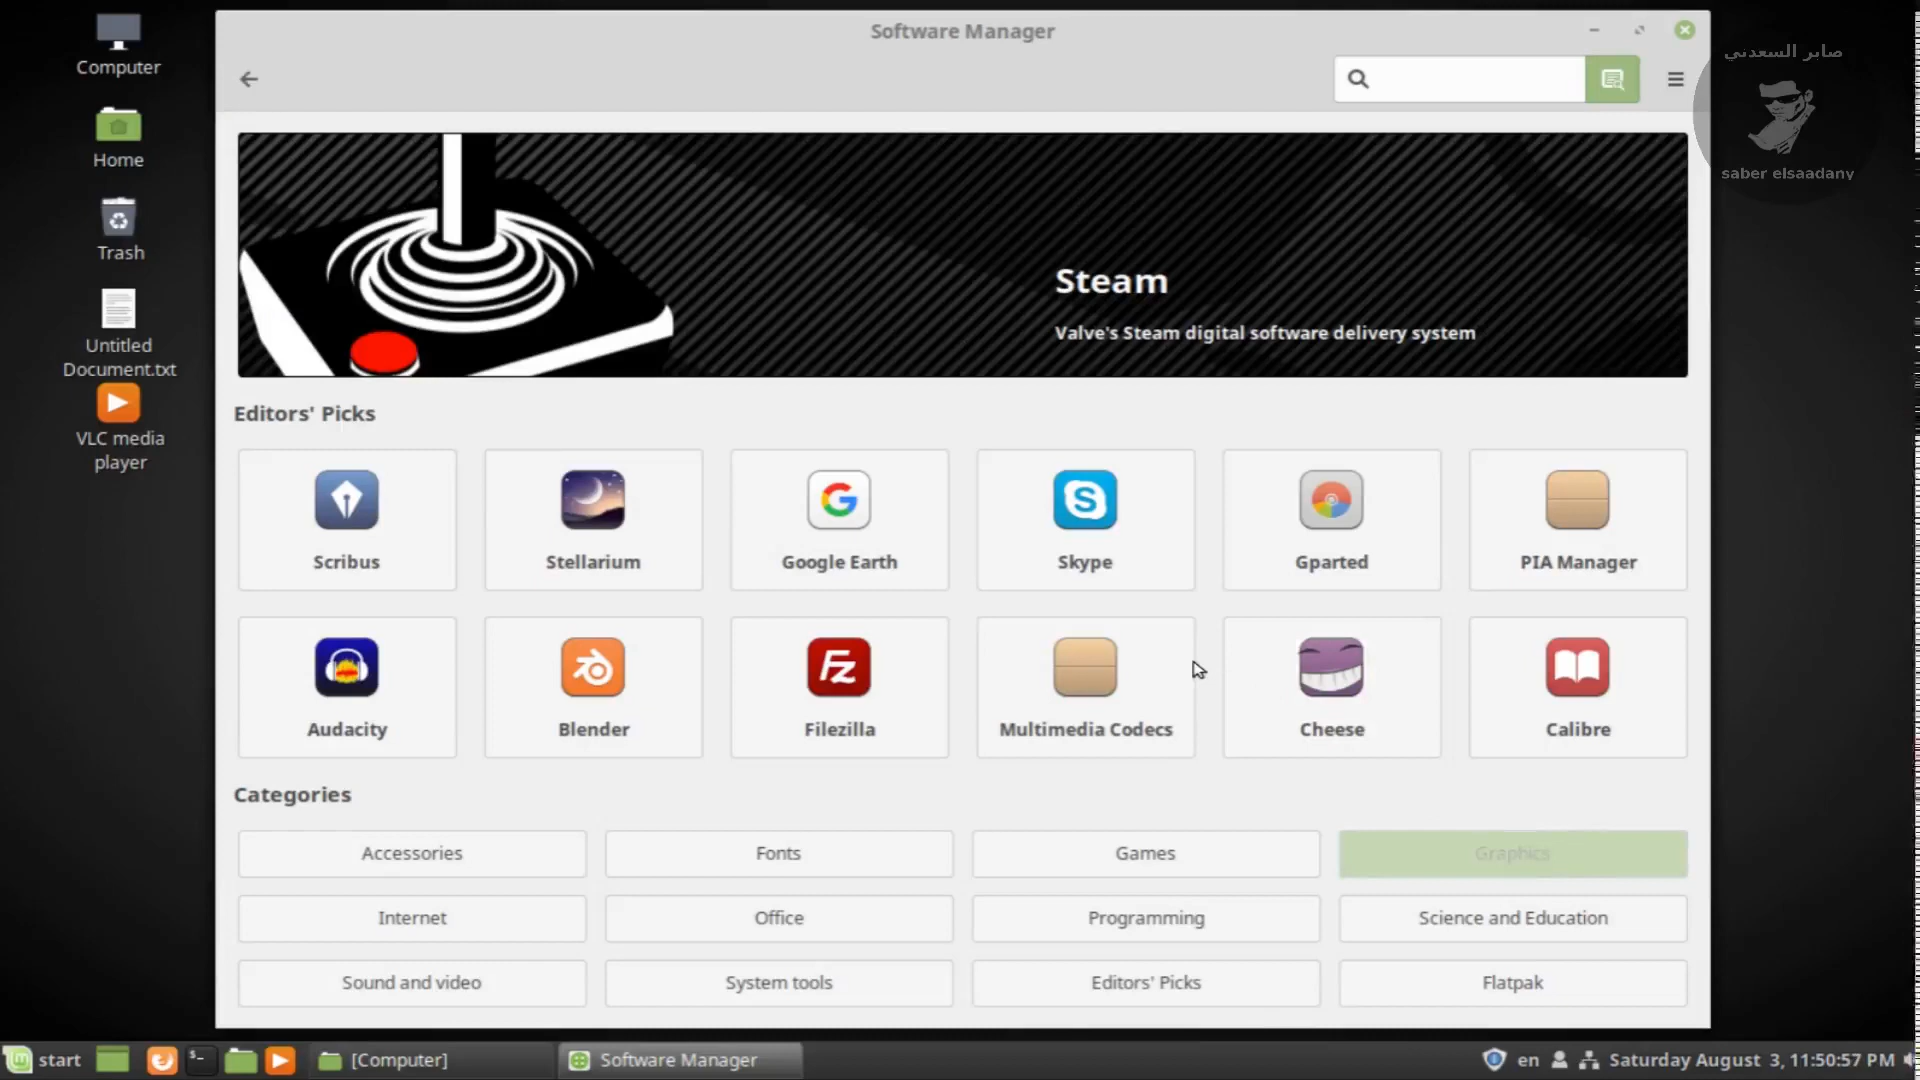 Software Manager
Computer
Home
Trash
Untitled
Document.txt
VLC media
player
صابر السعدني
saber elsaadany
Steam
Valve's Steam digital software delivery system
Editors' Picks
Scribus
Stellarium
Google Earth
Skype
Gparted
PIA Manager
Audacity
Blender
Filezilla
Multimedia Codecs
Cheese
Calibre
Categories
Accessories
Fonts
Games
Graphics
Internet
Office
Programming
Science and Education
Sound and video
System tools
Editors' Picks
Flatpak
start
[Computer]
Software Manager
en
Saturday August 3, 11:50:57 PM